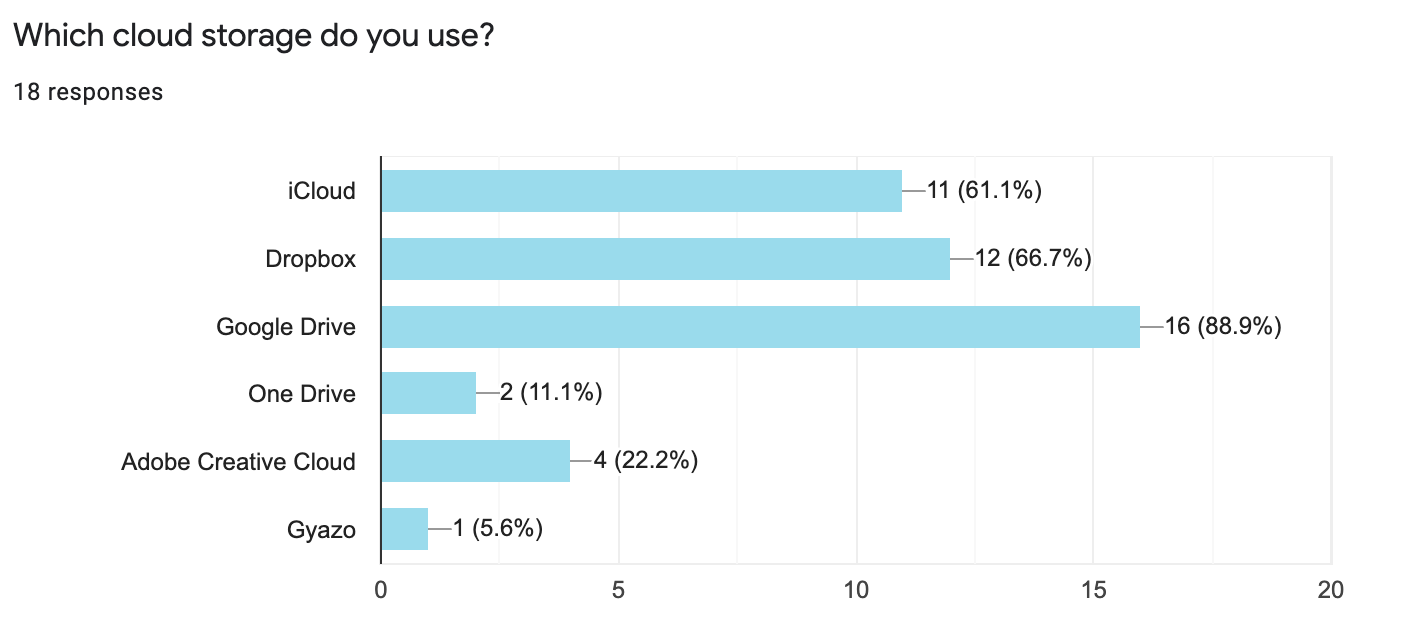 Which cloud storage do you use?
18 responses
iCloud 11 (61.1%)
Dropbox 12 (66.7%)
Google Drive 16 (88.9%)
One Drive 2 (11.1%)
Adobe Creative Cloud 4 (22.2%)
Gyazo 1 (5.6%)
0 5 10 15 20